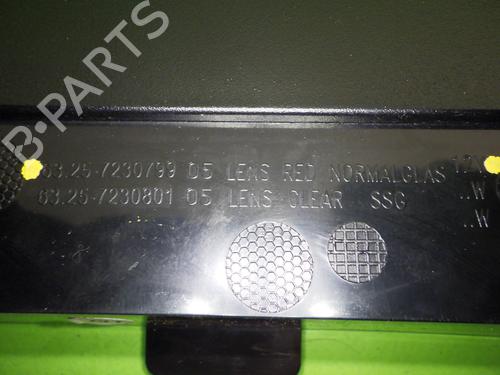 B-PARTS
63.25-7230799 05 LENS RED NORMALGLAS
63.25-7230801 05 LENS CLEAR SSG
..W
..W